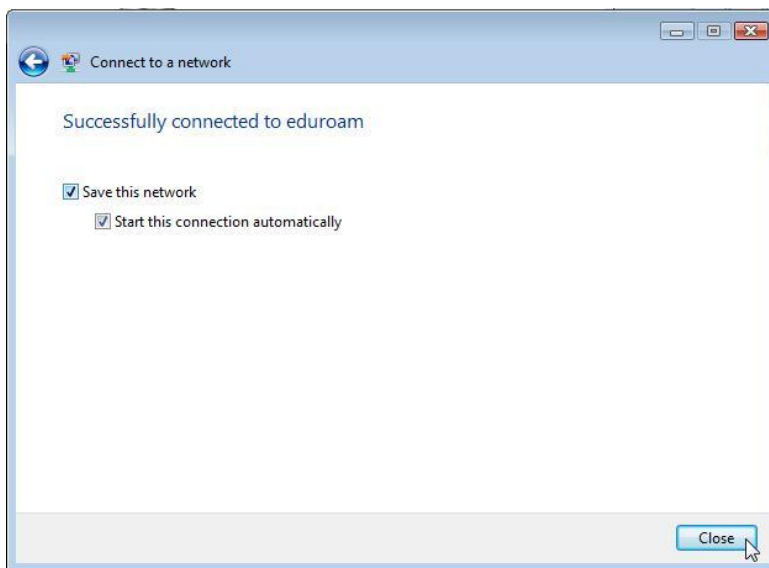 Connect to a network
Successfully connected to eduroam
Save this network
Start this connection automatically
Close